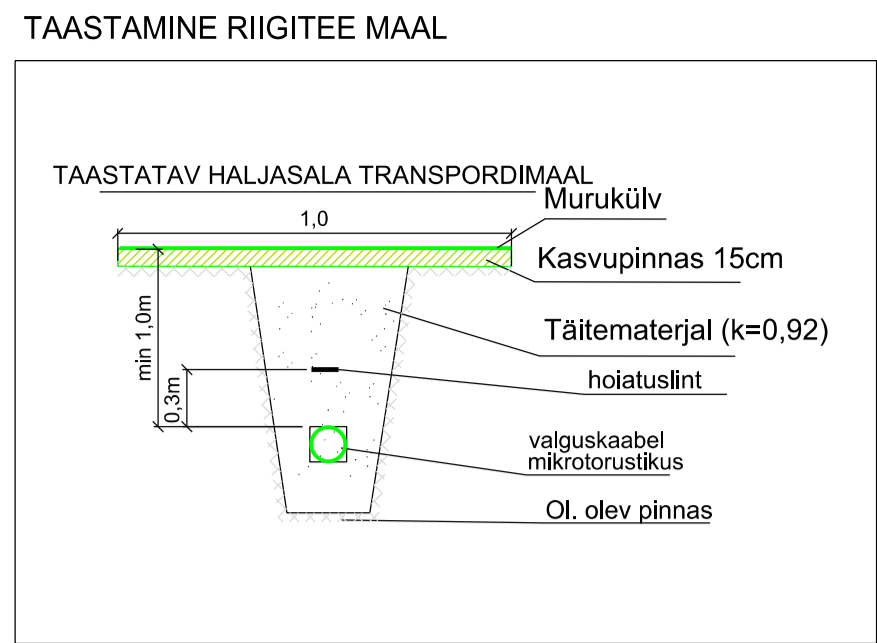 TAASTAMINE RIIGITEE MAAL
TAASTATAV HALJASALA TRANSPORDIMAAL
Murukülv
1,0
Kasvupinnas 15cm
Täitematerjal (k=0,92)
min 1,0m
0,3m
hoiatuslint
valguskaabel
mikrotorustikus
Ol. olev pinnas